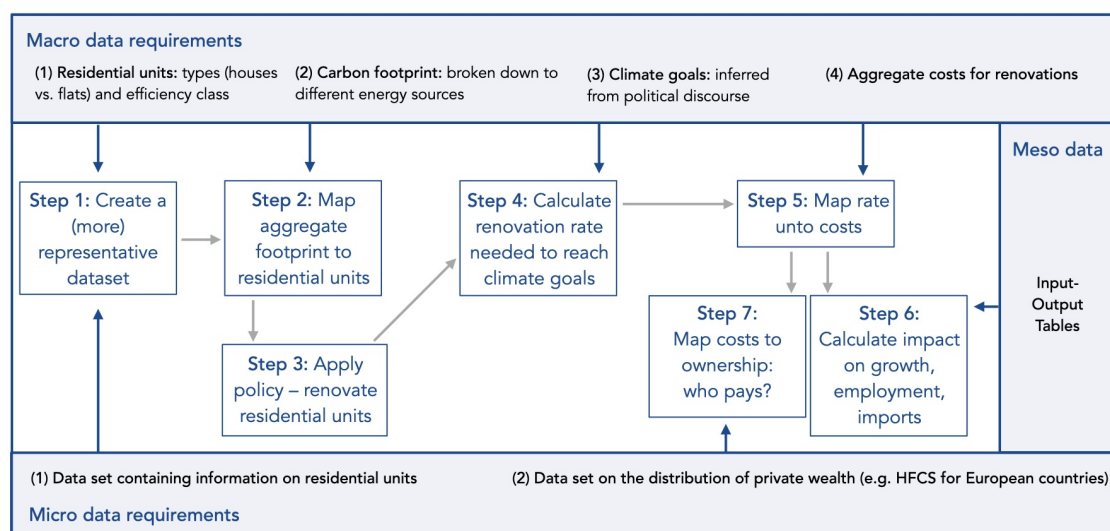 Macro data requirements
(1) Residential units: types (houses
vs. flats) and efficiency class
(2) Carbon footprint: broken down to
different energy sources
(3) Climate goals: inferred
from political discourse
(4) Aggregate costs for renovations
Meso data
Input-
Output
Tables
Step 1: Create a
(more)
representative
dataset
Step 2: Map
aggregate
footprint to
residential units
Step 3: Apply
policy – renovate
residential units
Step 4: Calculate
renovation rate
needed to reach
climate goals
Step 5: Map rate
unto costs
Step 7:
Map costs to
ownership:
who pays?
Step 6:
Calculate impact
on growth,
employment,
imports
(1) Data set containing information on residential units
(2) Data set on the distribution of private wealth (e.g. HFCS for European countries)
Micro data requirements